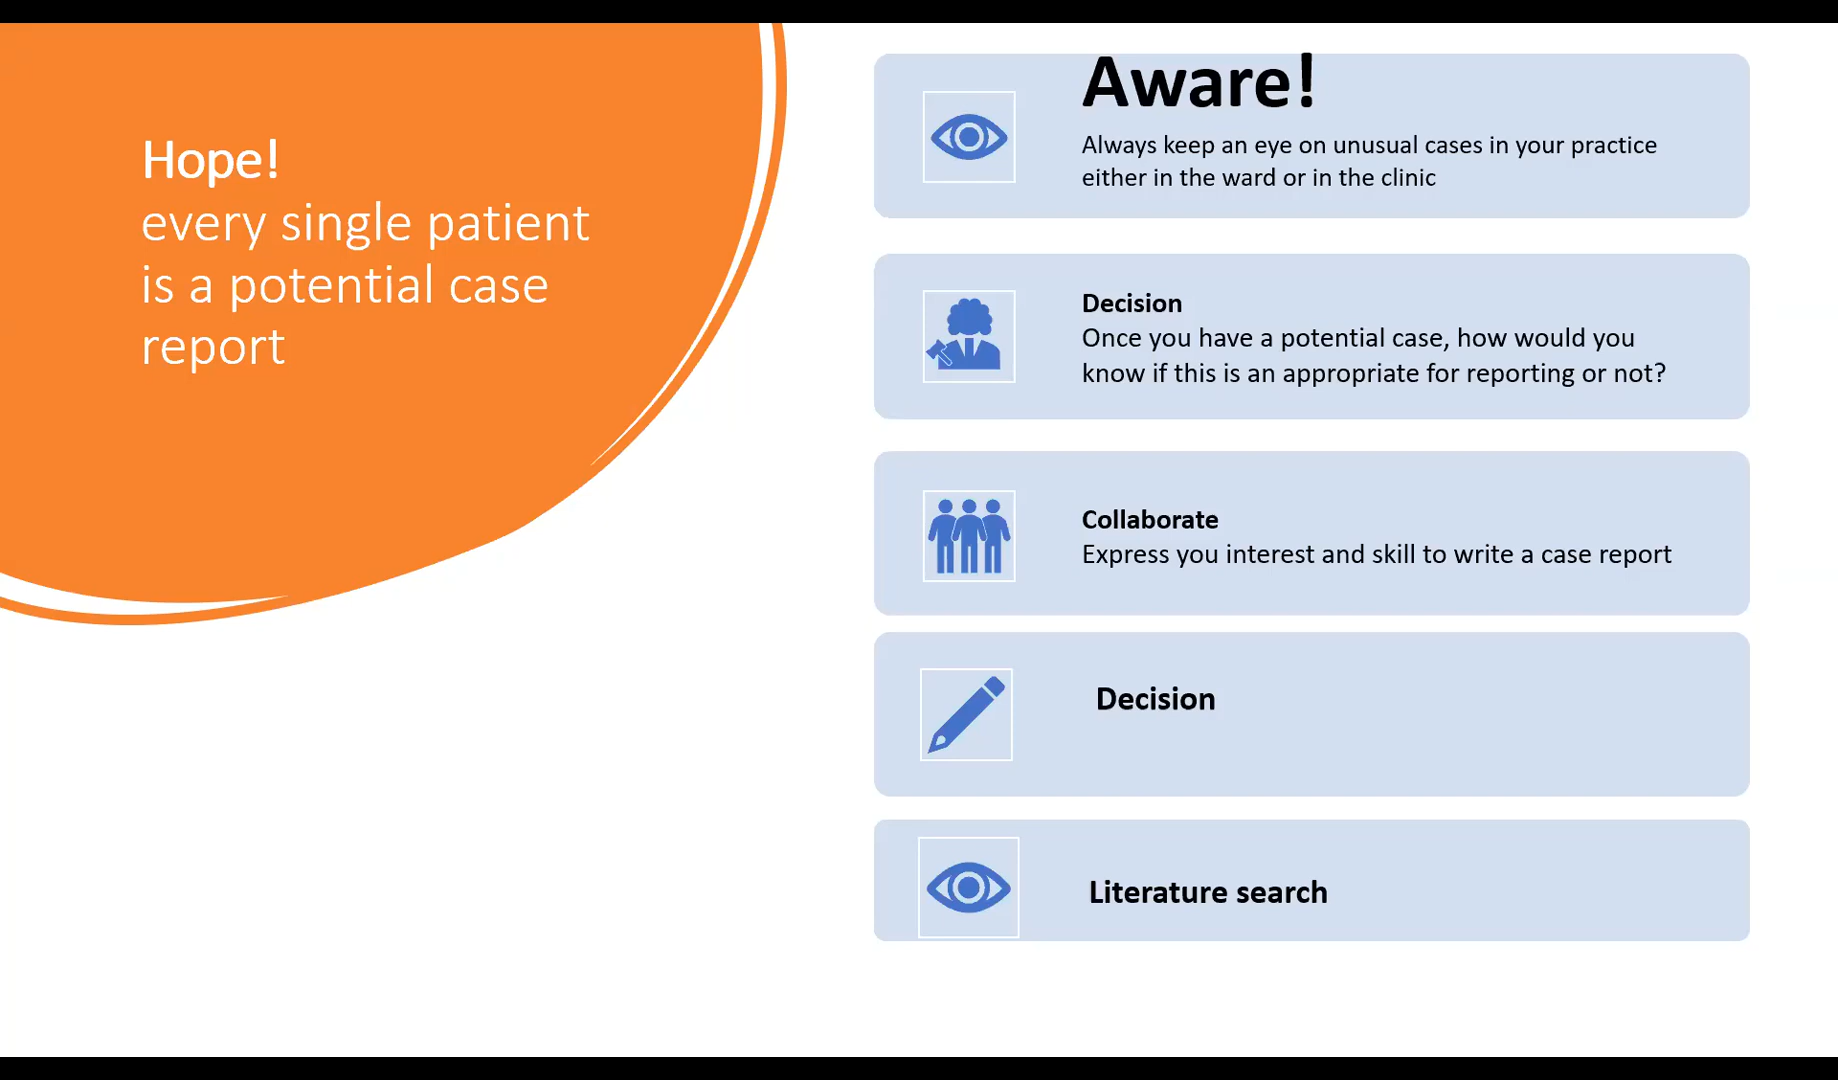 Hope!
every single patient
is a potential case
report
Aware!
Always keep an eye on unusual cases in your practice
either in the ward or in the clinic
Decision
Once you have a potential case, how would you
know if this is an appropriate for reporting or not?
Collaborate
Express you interest and skill to write a case report
Decision
Literature search